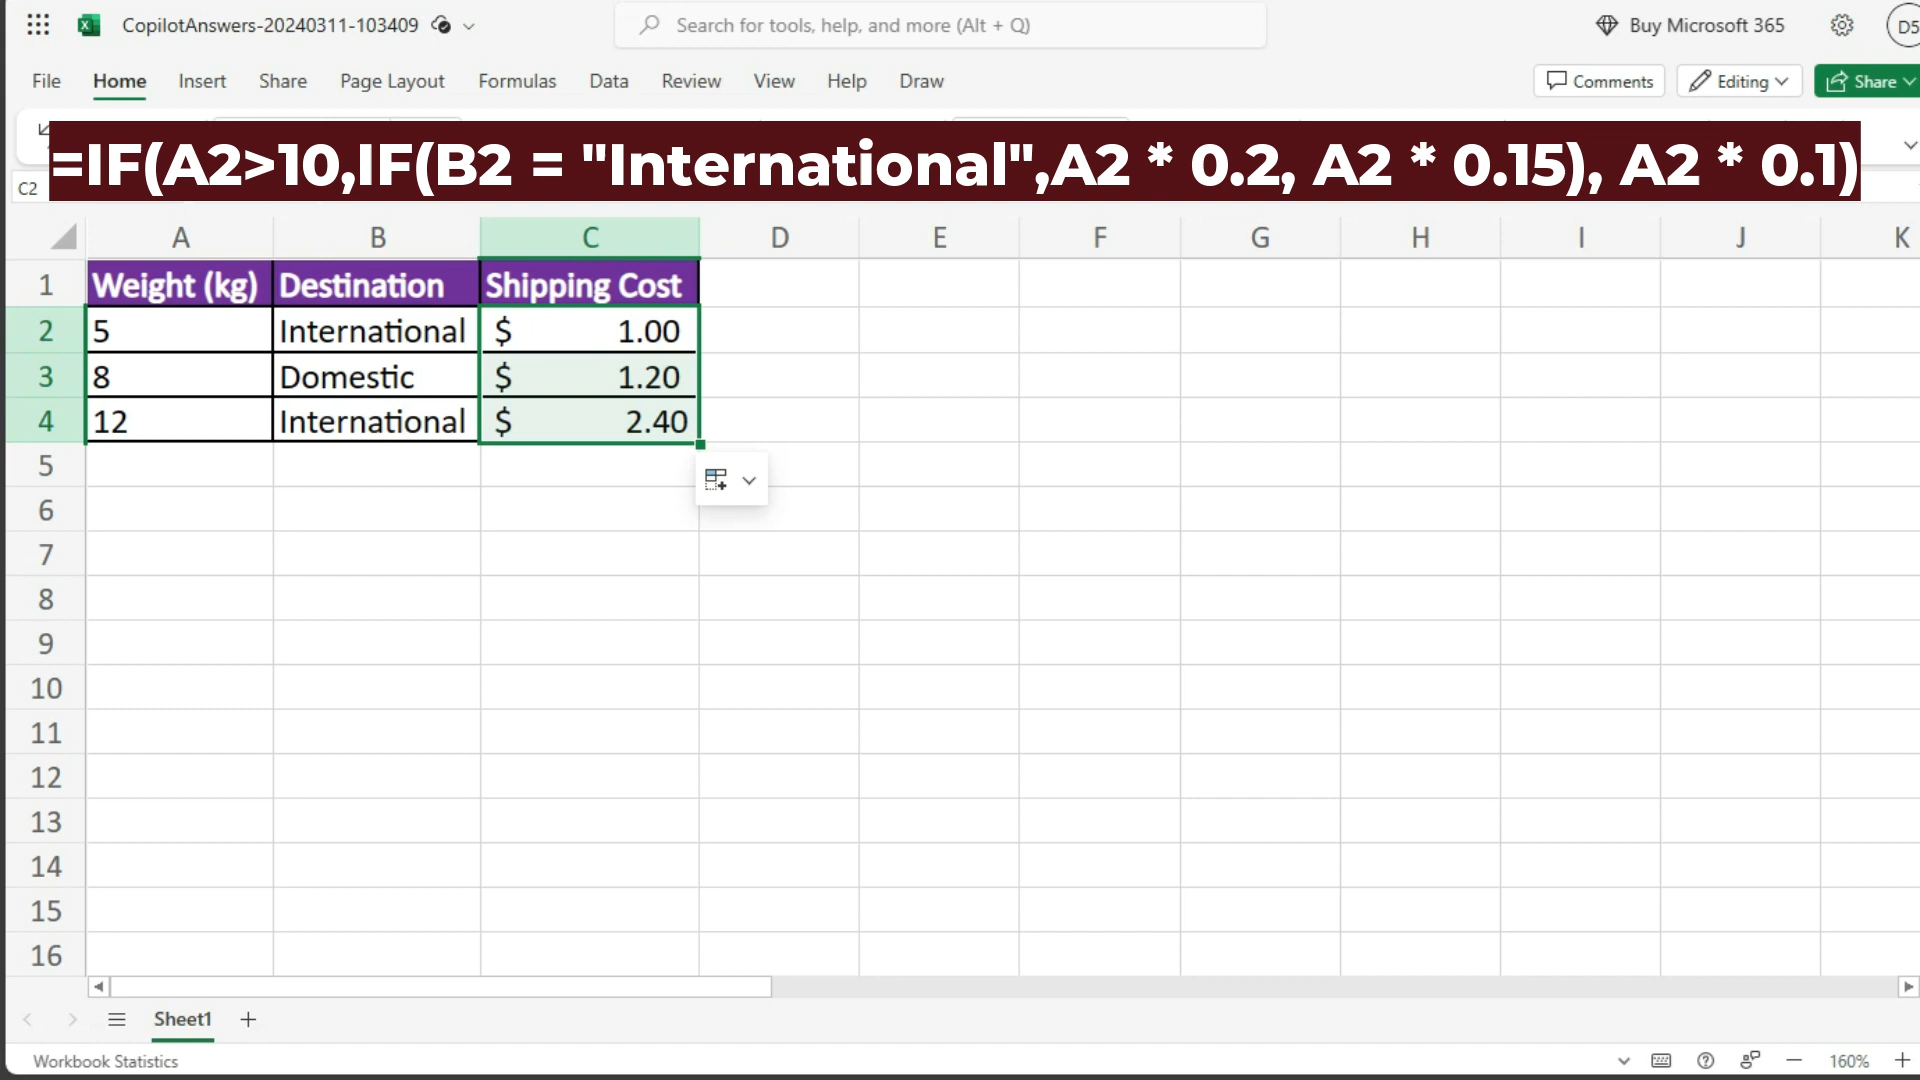 CopilotAnswers-20240311-103409
Search for tools, help, and more (Alt + Q)
Buy Microsoft 365
D5
File Home Insert Share Page Layout Formulas Data Review View Help Draw
Comments Editing Share
=IF(A2>10,IF(B2 = "International",A2 * 0.2, A2 * 0.15), A2 * 0.1)
C2
A B C D E F G H I J K
1 Weight (kg) Destination Shipping Cost
2 5 International $ 1.00
3 8 Domestic $ 1.20
4 12 International $ 2.40
5
6
7
8
9
10
11
12
13
14
15
16
Sheet1
Workbook Statistics
160%